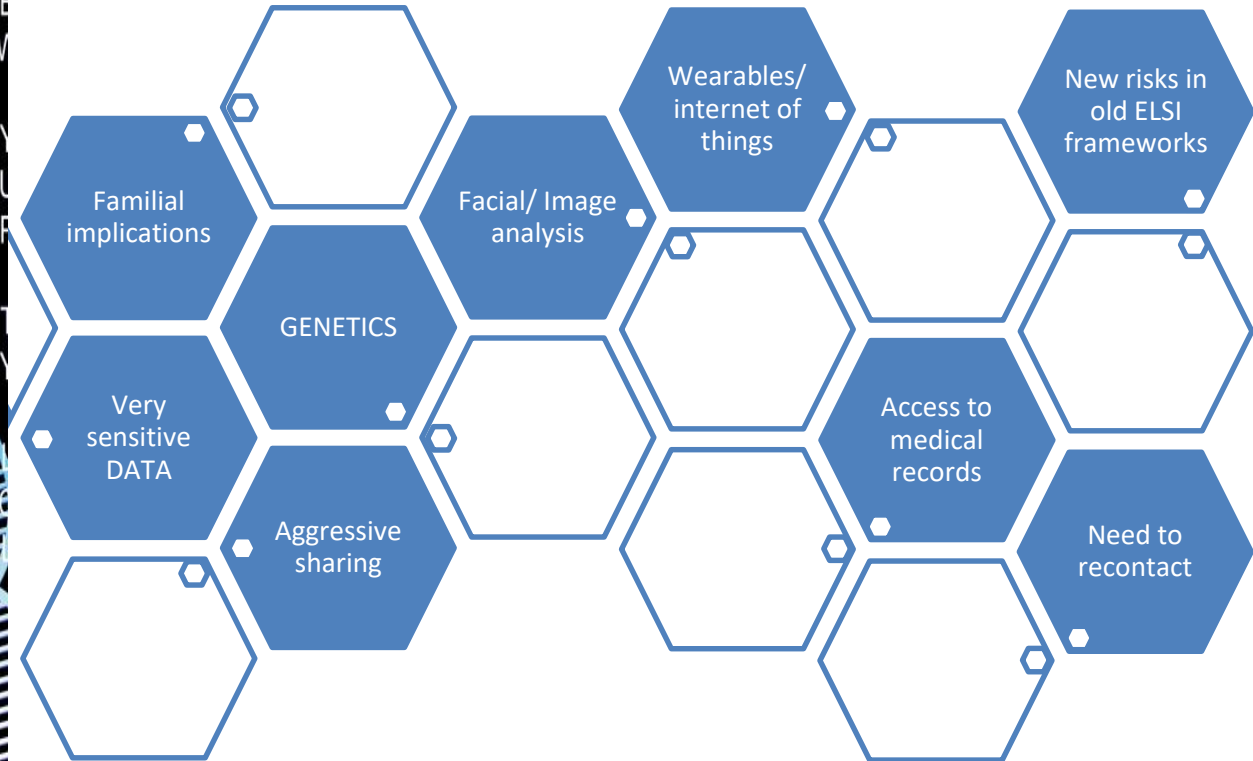 Familial
implications
GENETICS
Very
sensitive
DATA
Aggressive
sharing
Facial/ Image
analysis
Wearables/
internet of
things
Access to
medical
records
New risks in
old ELSI
frameworks
Need to
recontact